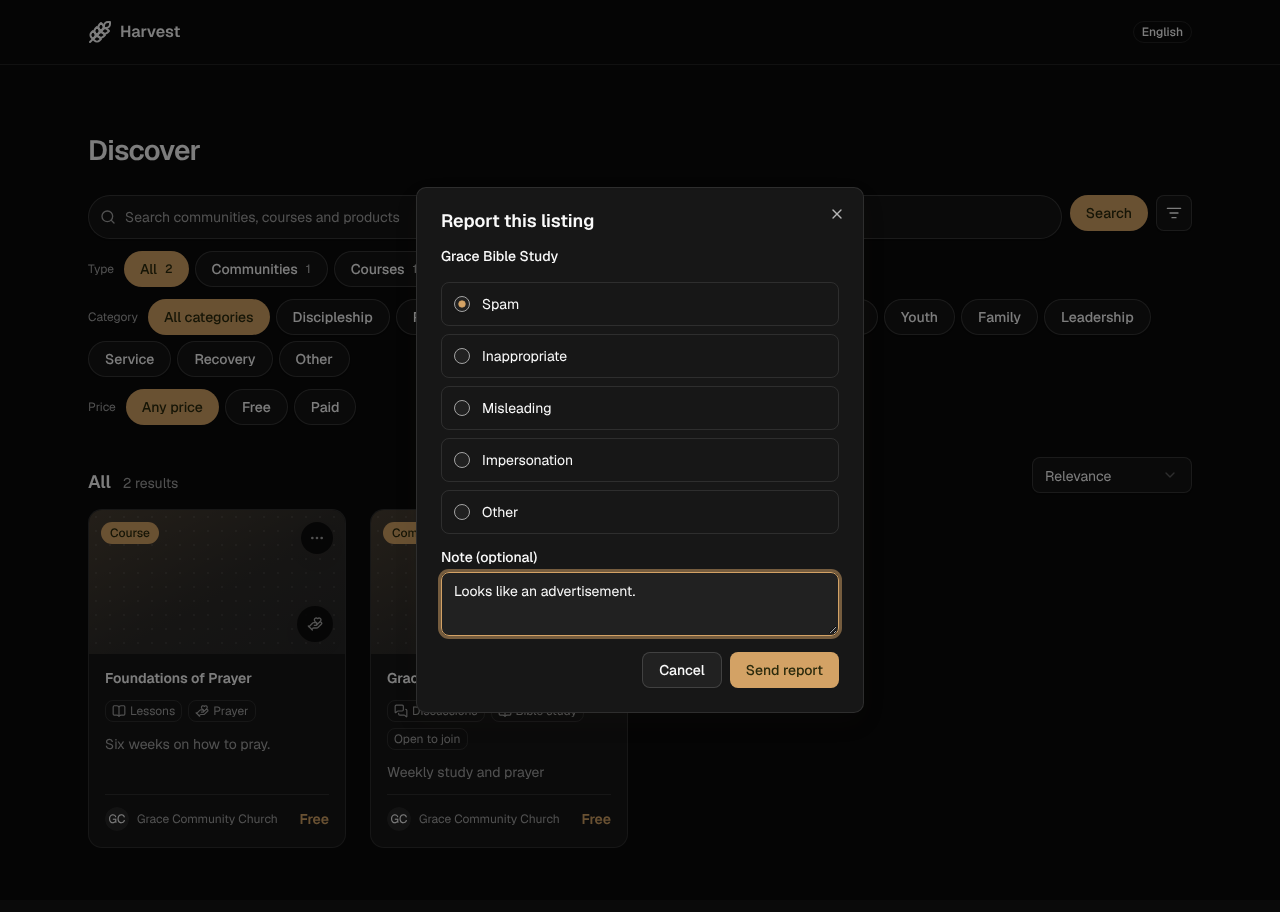 Harvest
English
Discover
Search communities, courses and products
Search
Type
All 2
Communities 1
Courses
Category
All categories
Discipleship
Youth
Family
Leadership
Service
Recovery
Other
Price
Any price
Free
Paid
All 2 results
Relevance
Course
Foundations of Prayer
Lessons
Prayer
Six weeks on how to pray.
GC Grace Community Church Free
Discussions
Bible study
Open to join
Weekly study and prayer
GC Grace Community Church Free
Report this listing
Grace Bible Study
Spam
Inappropriate
Misleading
Impersonation
Other
Note (optional)
Looks like an advertisement.
Cancel
Send report